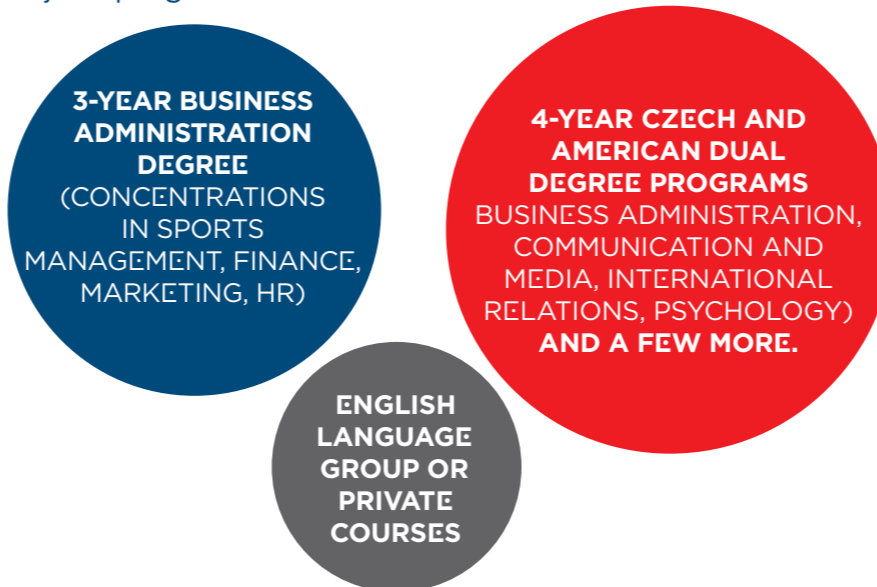 3-YEAR BUSINESS
ADMINISTRATION
DEGREE
(CONCENTRATIONS
IN SPORTS
MANAGEMENT, FINANCE,
MARKETING, HR)
4-YEAR CZECH AND
AMERICAN DUAL
DEGREE PROGRAMS
BUSINESS ADMINISTRATION,
COMMUNICATION AND
MEDIA, INTERNATIONAL
RELATIONS, PSYCHOLOGY)
AND A FEW MORE.
ENGLISH
LANGUAGE
GROUP OR
PRIVATE
COURSES